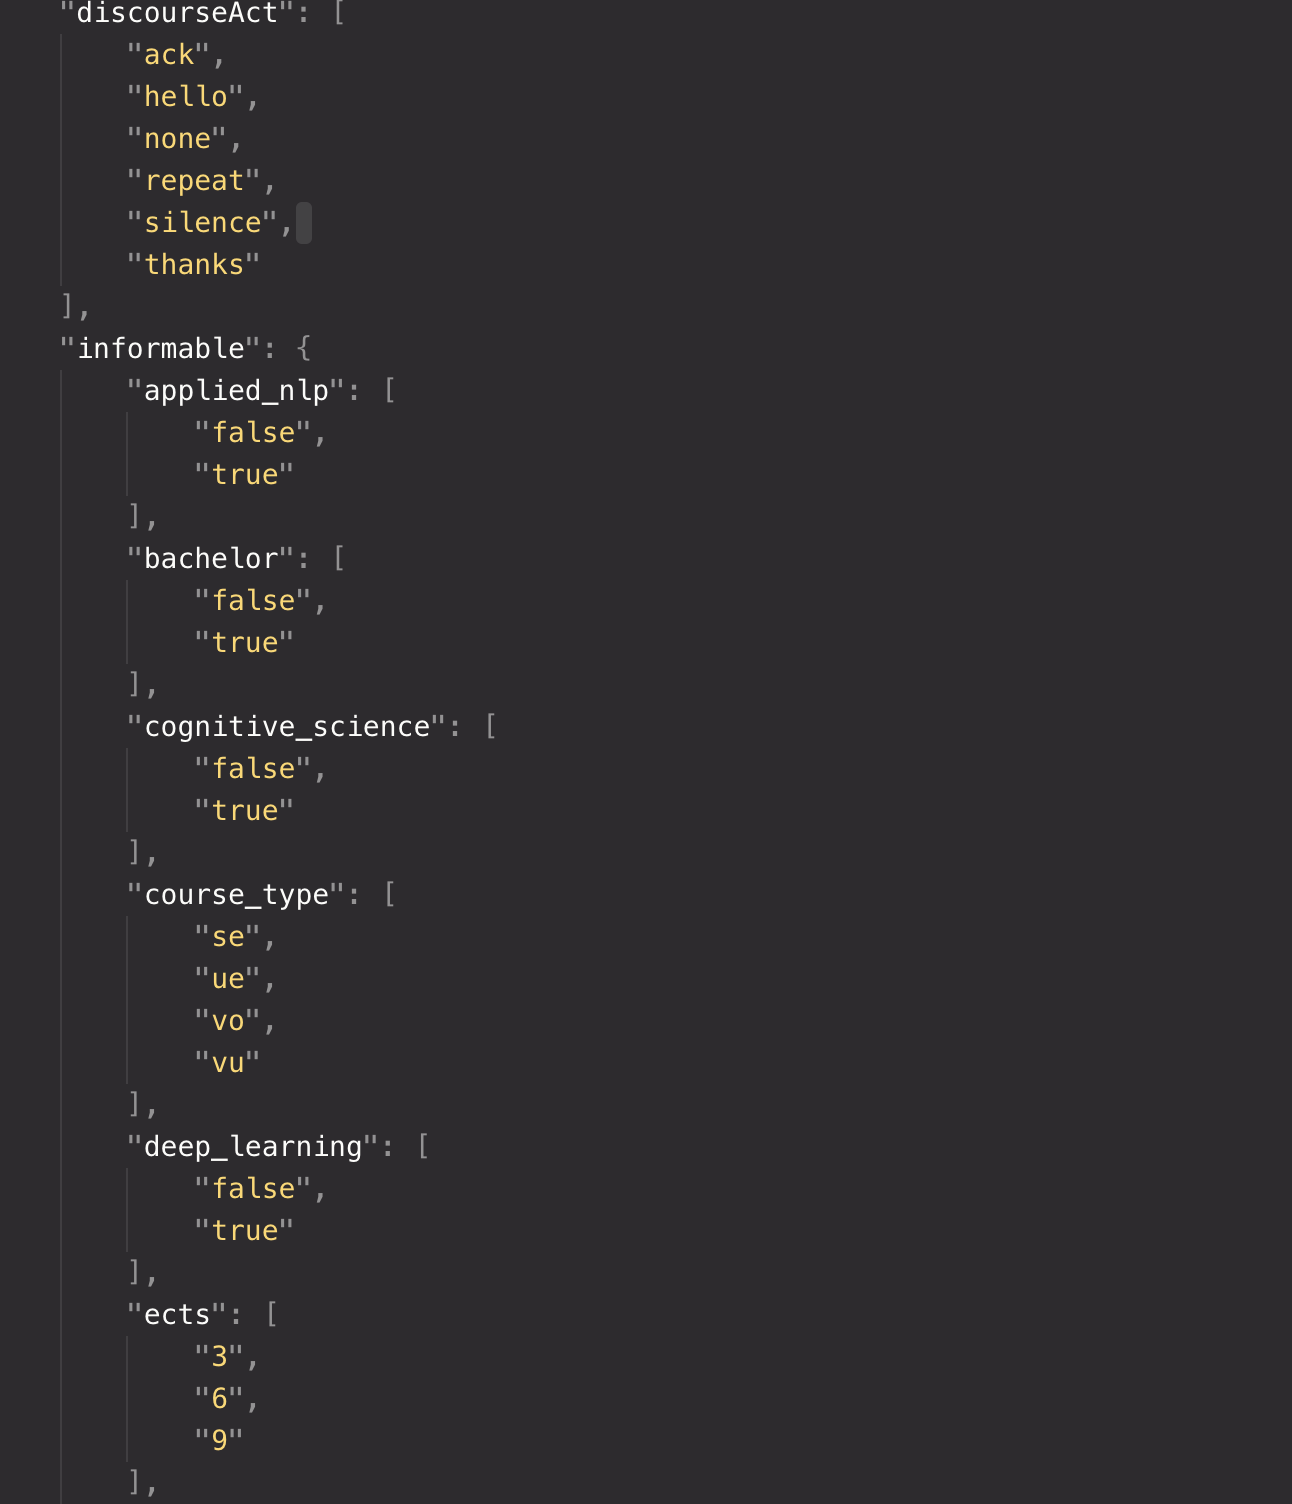 "discourseAct": [
"ack",
"hello",
"none",
"repeat",
"silence",
"thanks"
],
"informable": {
"applied_nlp": [
"false",
"true"
],
"bachelor": [
"false",
"true"
],
"cognitive_science": [
"false",
"true"
],
"course_type": [
"se",
"ue",
"vo",
"vu"
],
"deep_learning": [
"false",
"true"
],
"ects": [
"3",
"6",
"9"
],